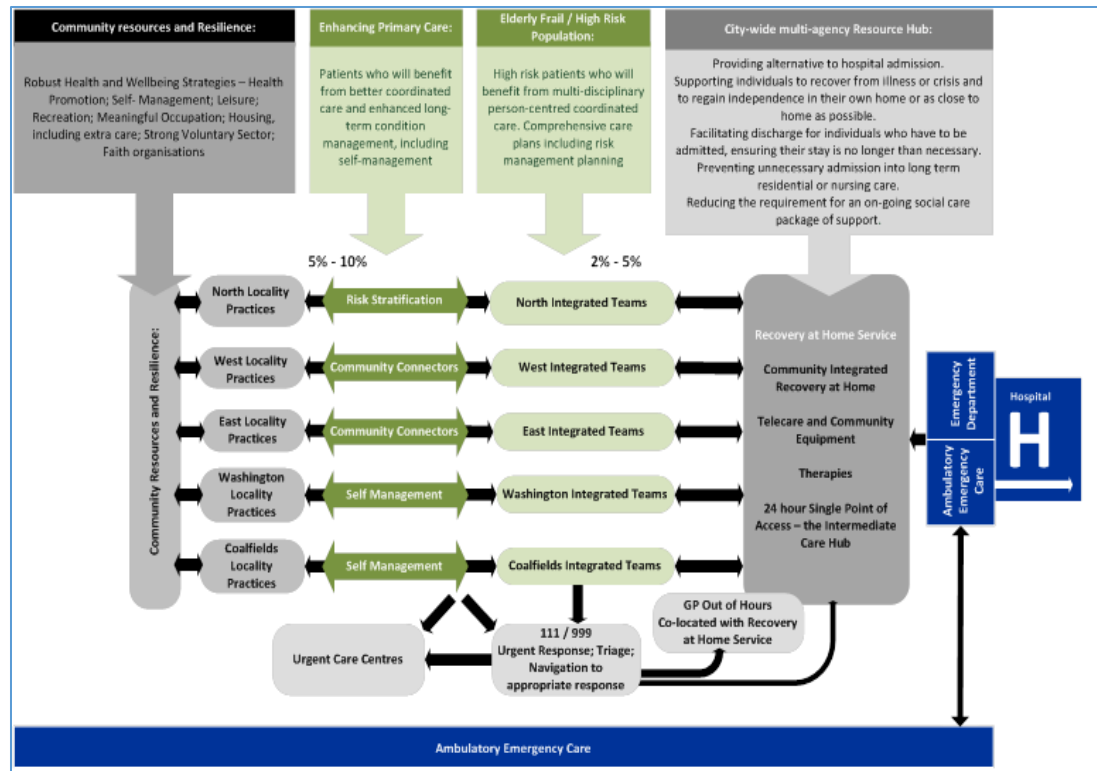 Community resources and Resilience:
Robust Health and Wellbeing Strategies – Health
Promotion; Self- Management; Leisure;
Recreation; Meaningful Occupation; Housing,
including extra care; Strong Voluntary Sector;
Faith organisations
Enhancing Primary Care:
Patients who will benefit
from better coordinated
care and enhanced long-
term condition
management, including
self-management
Elderly Frail / High Risk
Population:
High risk patients who will
benefit from multi-disciplinary
person-centred coordinated
care. Comprehensive care
plans including risk
management planning
City-wide multi-agency Resource Hub:
Providing alternative to hospital admission.
Supporting individuals to recover from illness or crisis and
to regain independence in their own home or as close to
home as possible.
Facilitating discharge for individuals who have to be
admitted, ensuring their stay is no longer than necessary.
Preventing unnecessary admission into long term
residential or nursing care.
Reducing the requirement for an on-going social care
package of support.
5% - 10%
2% - 5%
Community Resources and Resilience:
North Locality
Practices
Risk Stratification
North Integrated Teams
West Locality
Practices
Community Connectors
West Integrated Teams
East Locality
Practices
Community Connectors
East Integrated Teams
Washington
Locality
Practices
Self Management
Washington Integrated Teams
Coalfields
Locality
Practices
Self Management
Coalfields Integrated Teams
Recovery at Home Service
Community Integrated
Recovery at Home
Telecare and Community
Equipment
Therapies
24 hour Single Point of
Access – the Intermediate
Care Hub
Emergency
Department
Ambulatory
Emergency
Care
Hospital
H
Urgent Care Centres
111 / 999
Urgent Response; Triage;
Navigation to
appropriate response
GP Out of Hours
Co-located with Recovery
at Home Service
Ambulatory Emergency Care